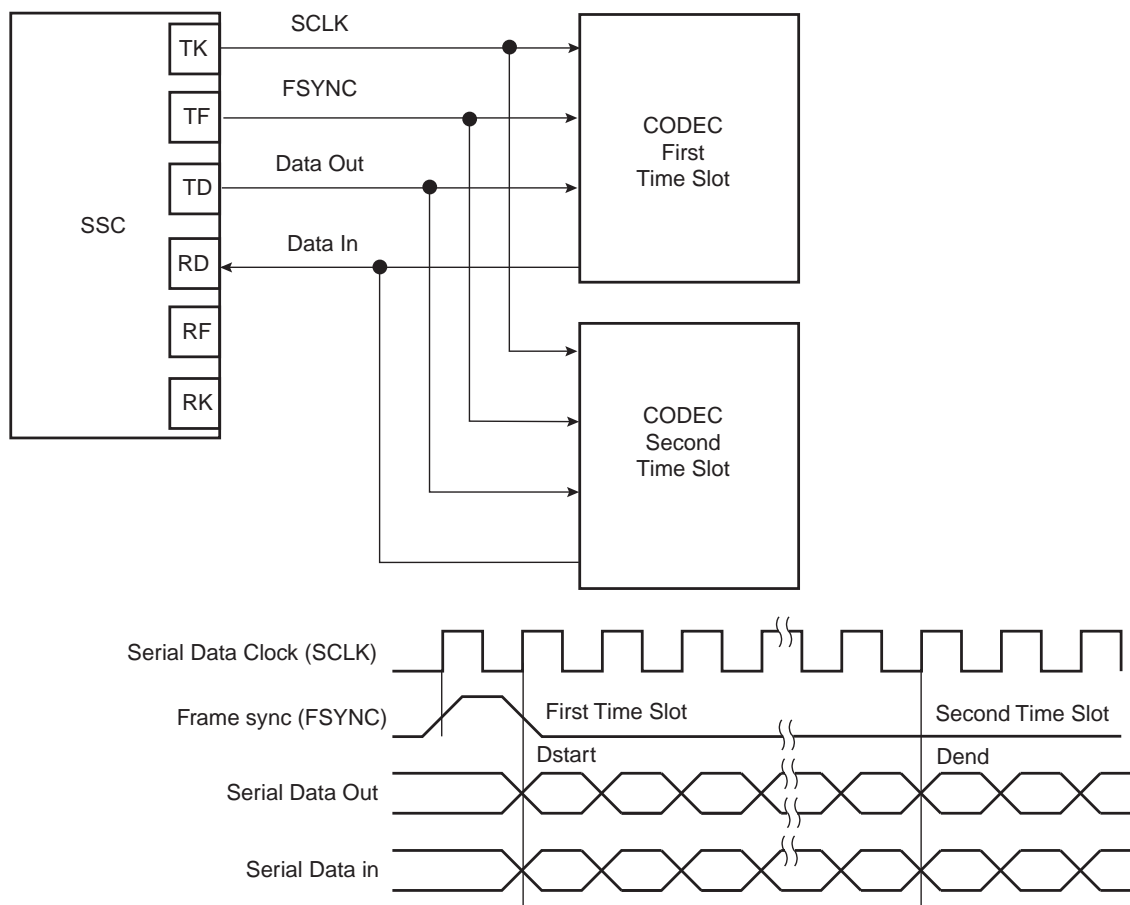 SSC
TK
TF
TD
RD
RF
RK
SCLK
FSYNC
Data Out
Data In
CODEC
First
Time Slot
CODEC
Second
Time Slot
Serial Data Clock (SCLK)
Frame sync (FSYNC)
First Time Slot
Second Time Slot
Dstart
Dend
Serial Data Out
Serial Data in